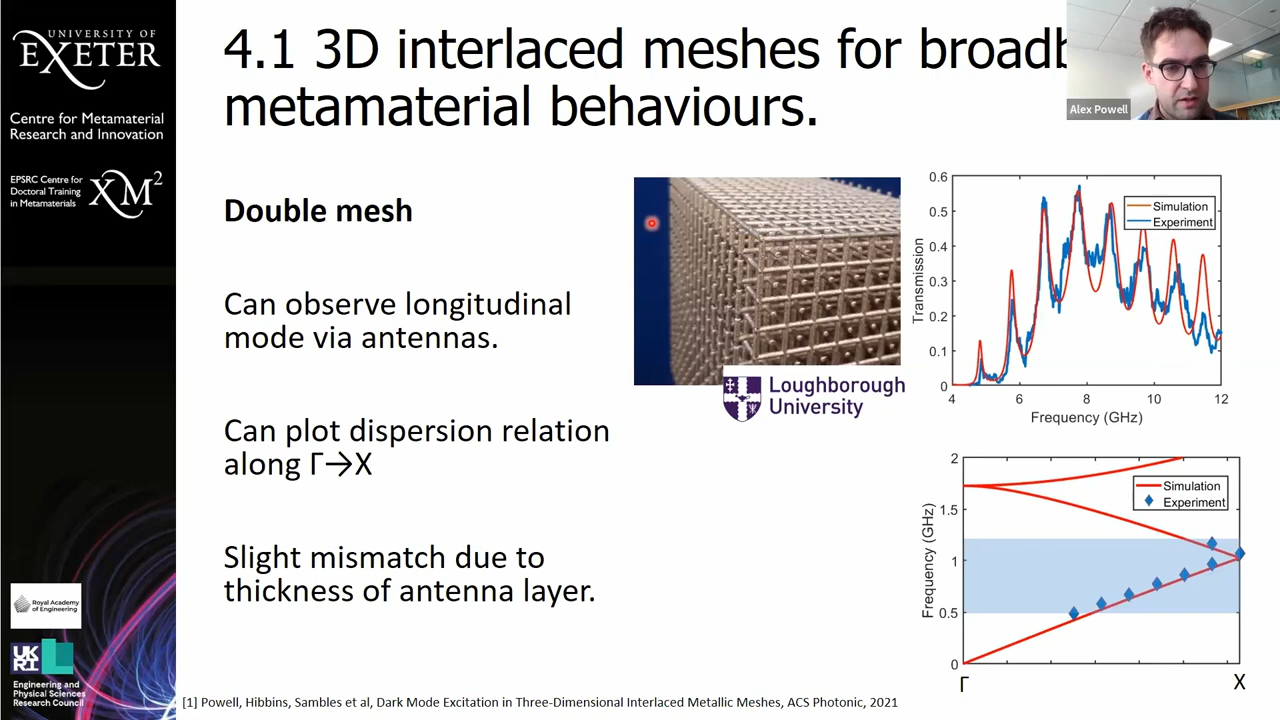 UNIVERSITY OF
EXETER
Centre for Metamaterial
Research and Innovation
EPSRC Centre for
Doctoral Training
in Metamaterials
XM²
Royal Academy
of Engineering
UKRI
Engineering and
Physical Sciences
Research Council
4.1 3D interlaced meshes for broadb
metamaterial behaviours.
Alex Powell
Double mesh
Can observe longitudinal
mode via antennas.
Can plot dispersion relation
along Γ→X
Slight mismatch due to
thickness of antenna layer.
Loughborough
University
0.6
0.5
0.4
0.3
0.2
0.1
0
Transmission
Simulation
Experiment
4 6 8 10 12
Frequency (GHz)
2
1.5
1
0.5
0
Frequency (GHz)
Simulation
Experiment
Γ X
[1] Powell, Hibbins, Sambles et al, Dark Mode Excitation in Three-Dimensional Interlaced Metallic Meshes, ACS Photonic, 2021